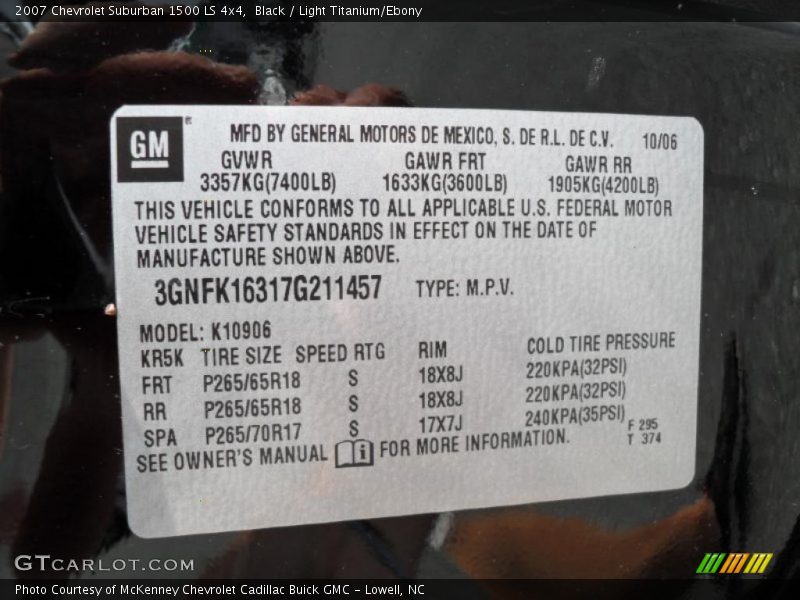 2007 Chevrolet Suburban 1500 LS 4x4, Black / Light Titanium/Ebony
GM
MFD BY GENERAL MOTORS DE MEXICO, S. DE R.L. DE C.V. 10/06
GVWR GAWR FRT GAWR RR
3357KG(7400LB) 1633KG(3600LB) 1905KG(4200LB)
THIS VEHICLE CONFORMS TO ALL APPLICABLE U.S. FEDERAL MOTOR
VEHICLE SAFETY STANDARDS IN EFFECT ON THE DATE OF
MANUFACTURE SHOWN ABOVE.
3GNFK16317G211457 TYPE: M.P.V.
MODEL: K10906
KR5K TIRE SIZE SPEED RTG RIM COLD TIRE PRESSURE
FRT P265/65R18 S 18X8J 220KPA(32PSI)
RR P265/65R18 S 18X8J 220KPA(32PSI)
SPA P265/70R17 S 17X7J 240KPA(35PSI) F 295
SEE OWNER'S MANUAL i FOR MORE INFORMATION. T 374
GTCARLOT.COM
Photo Courtesy of McKenney Chevrolet Cadillac Buick GMC - Lowell, NC